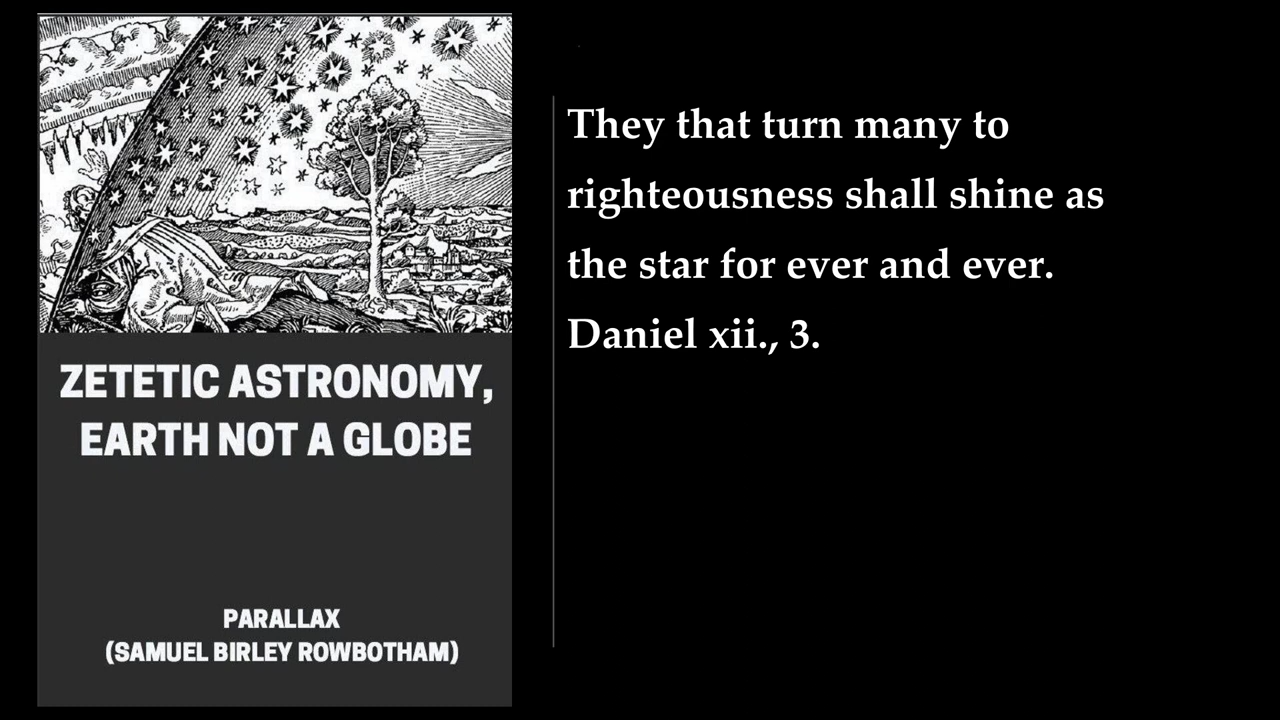 ZETETIC ASTRONOMY,
EARTH NOT A GLOBE
PARALLAX
(SAMUEL BIRLEY ROWBOTHAM)
They that turn many to
righteousness shall shine as
the star for ever and ever.
Daniel xii., 3.